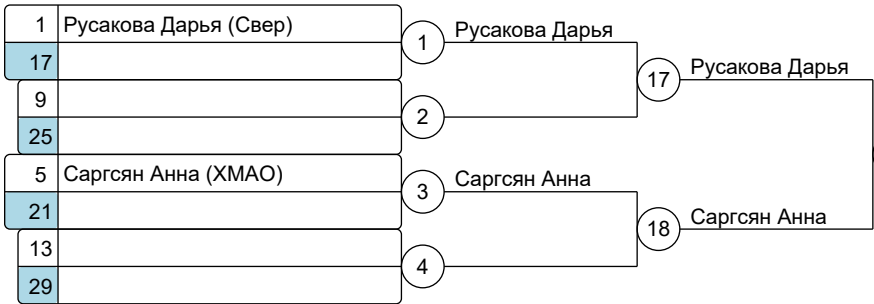 1 Русакова Дарья (Свер)
17
9
25
5 Саргсян Анна (ХМАО)
21
13
29
1 Русакова Дарья
2
3 Саргсян Анна
4
17 Русакова Дарья
18 Саргсян Анна